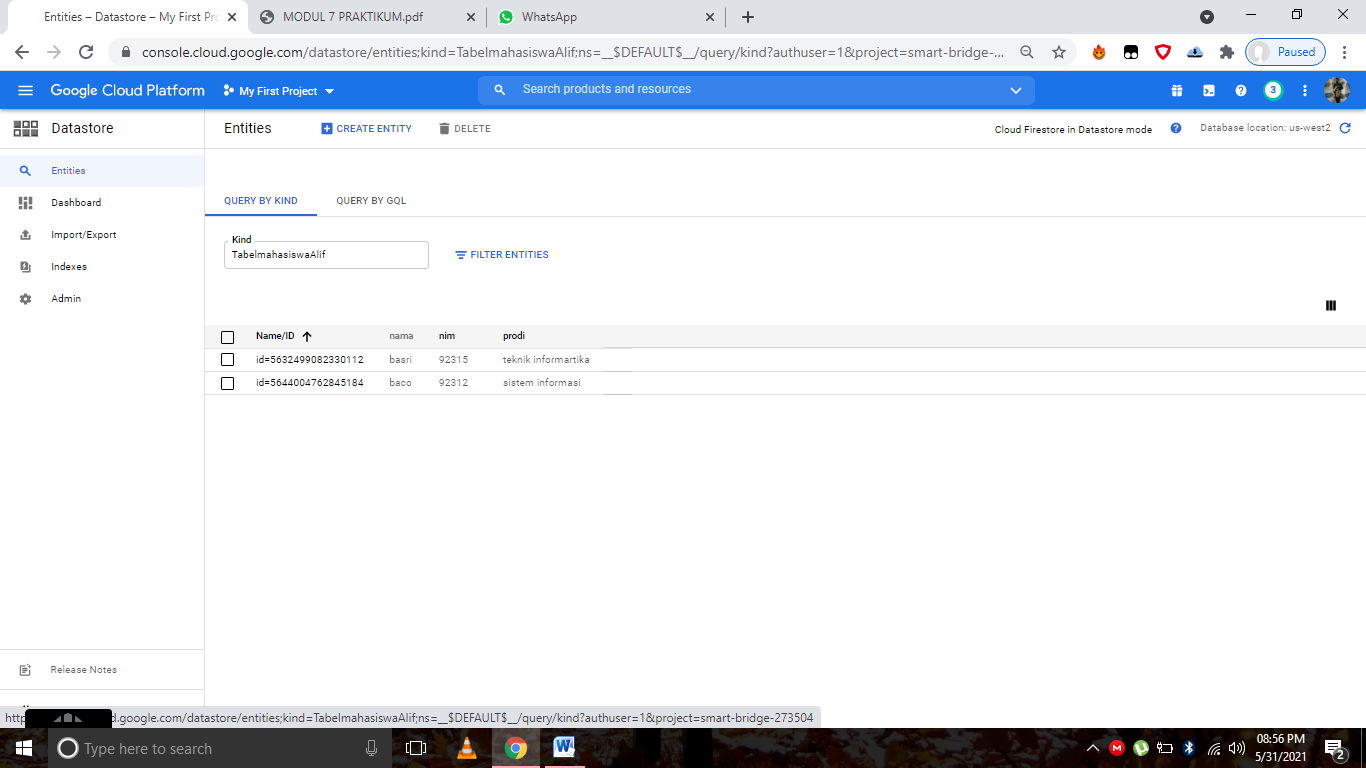 Entities – Datastore – My First Pro
MODUL 7 PRAKTIKUM.pdf
WhatsApp
console.cloud.google.com/datastore/entities;kind=TabelmahasiswaAlif;ns=__$DEFAULT$__/query/kind?authuser=1&project=smart-bridge-...
Paused
Google Cloud Platform
My First Project
Search products and resources
3
Datastore
Entities
CREATE ENTITY
DELETE
Cloud Firestore in Datastore mode
Database location: us-west2
Entities
Dashboard
Import/Export
Indexes
Admin
Release Notes
QUERY BY KIND
QUERY BY GQL
Kind
TabelmahasiswaAlif
FILTER ENTITIES
Name/ID nama nim prodi
id=5632499082330112 basri 92315 teknik informartika
id=5644004762845184 baco 92312 sistem informasi
d.google.com/datastore/entities;kind=TabelmahasiswaAlif;ns=__$DEFAULT$__/query/kind?authuser=1&project=smart-bridge-273504
Type here to search
08:56 PM
5/31/2021
2